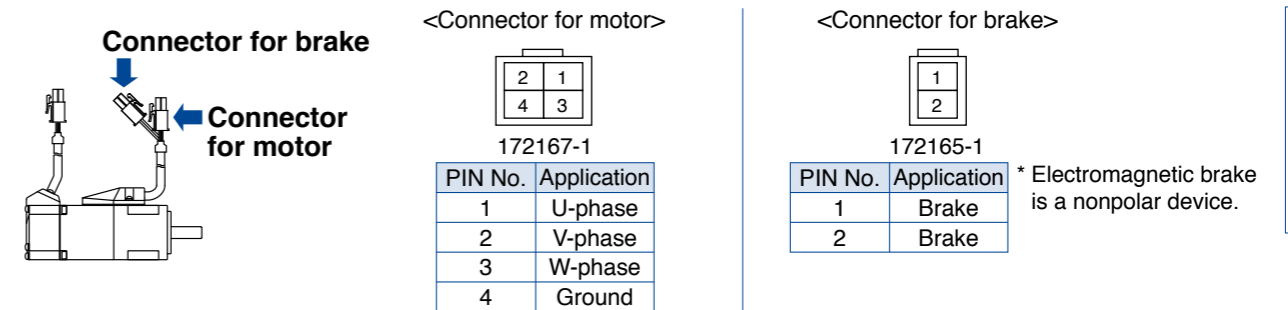 Connector for brake
Connector
for motor
<Connector for motor>
2 1
4 3
172167-1
PIN No. Application
1 U-phase
2 V-phase
3 W-phase
4 Ground
<Connector for brake>
1
2
172165-1
PIN No. Application
1 Brake
2 Brake
* Electromagnetic brake
is a nonpolar device.